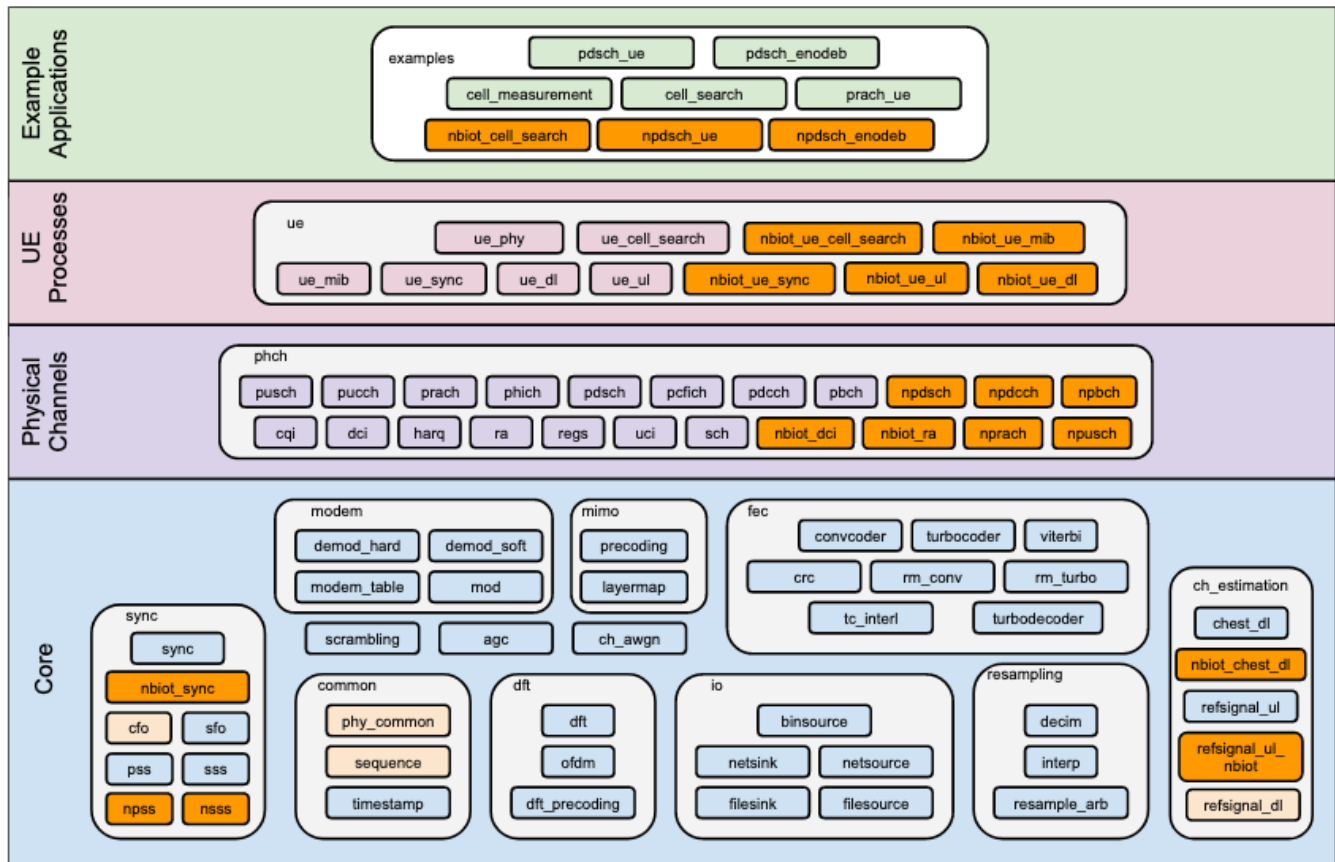 Example
Applications
examples
pdsch_ue
pdsch_enodeb
cell_measurement
cell_search
prach_ue
nbiot_cell_search
npdsch_ue
npdsch_enodeb
UE
Processes
ue
ue_phy
ue_cell_search
nbiot_ue_cell_search
nbiot_ue_mib
ue_mib
ue_sync
ue_dl
ue_ul
nbiot_ue_sync
nbiot_ue_ul
nbiot_ue_dl
Physical
Channels
phch
pusch
pucch
prach
phich
pdsch
pcfich
pdcch
pbch
npdsch
npdcch
npbch
cqi
dci
harq
ra
regs
uci
sch
nbiot_dci
nbiot_ra
nprach
npusch
Core
sync
sync
nbiot_sync
cfo
sfo
pss
sss
npss
nsss
modem
demod_hard
demod_soft
modem_table
mod
mimo
precoding
layermap
scrambling
agc
ch_awgn
fec
convcoder
turbocoder
viterbi
crc
rm_conv
rm_turbo
tc_interl
turbodecoder
common
phy_common
sequence
timestamp
dft
dft
ofdm
dft_precoding
io
binsource
netsink
netsource
filesink
filesource
resampling
decim
interp
resample_arb
ch_estimation
chest_dl
nbiot_chest_dl
refsignal_ul
refsignal_ul_
nbiot
refsignal_dl